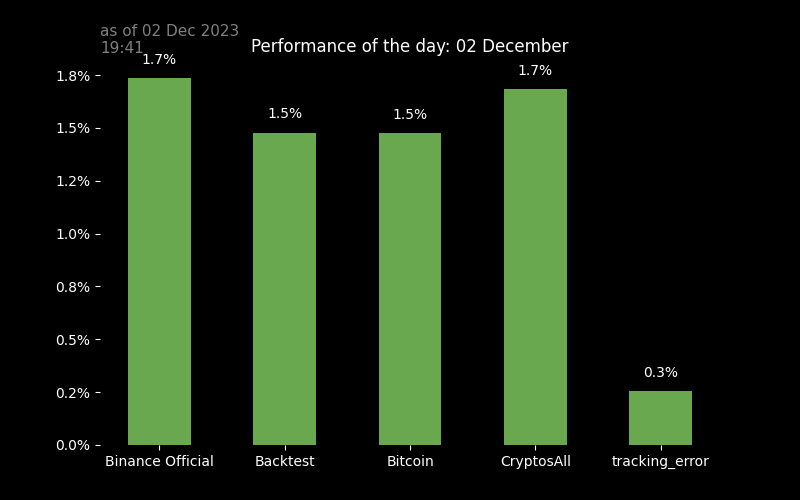 as of 02 Dec 2023
19:41
Performance of the day: 02 December
1.7%
1.5%
1.5%
1.7%
0.3%
1.8%
1.5%
1.2%
1.0%
0.8%
0.5%
0.2%
0.0%
Binance Official
Backtest
Bitcoin
CryptosAll
tracking_error